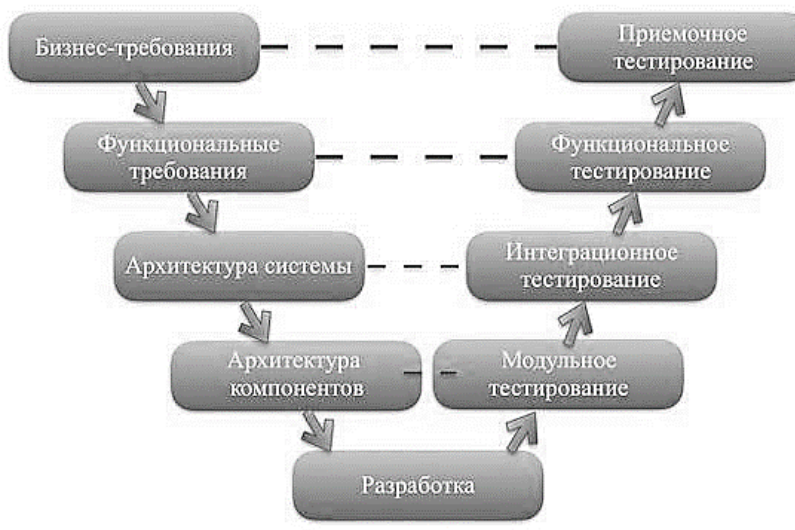 Бизнес-требования
Приемочное
тестирование
Функциональные
требования
Функциональное
тестирование
Архитектура системы
Интеграционное
тестирование
Архитектура
компонентов
Модульное
тестирование
Разработка